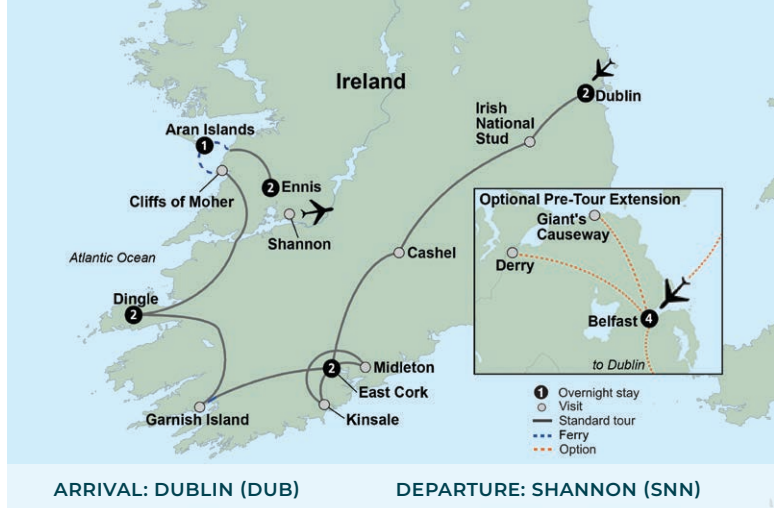 Ireland
2 Dublin
Irish
National
Stud
Aran Islands
1
2 Ennis
Cliffs of Moher
Shannon
Optional Pre-Tour Extension
Giant's
Causeway
Derry
Cashel
Atlantic Ocean
Dingle
2
Belfast 4
to Dublin
2
Midleton
East Cork
Kinsale
Garnish Island
1 Overnight stay
Visit
Standard tour
Ferry
Option
ARRIVAL: DUBLIN (DUB)
DEPARTURE: SHANNON (SNN)